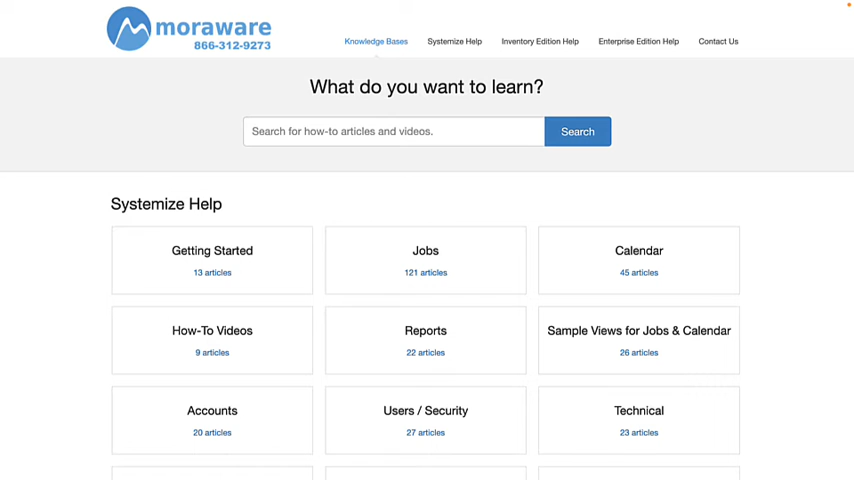 moraware
866-312-9273
Knowledge Bases Systemize Help Inventory Edition Help Enterprise Edition Help Contact Us
What do you want to learn?
Search for how-to articles and videos. Search
Systemize Help
Getting Started Jobs Calendar
13 articles 121 articles 45 articles
How-To Videos Reports Sample Views for Jobs & Calendar
9 articles 22 articles 26 articles
Accounts Users / Security Technical
20 articles 27 articles 23 articles